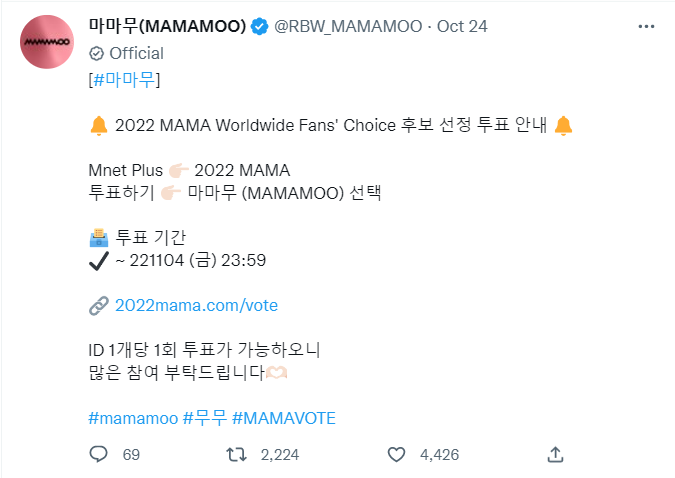 MAMAMOO
마마무(MAMAMOO) @RBW_MAMAMOO · Oct 24
Official
[#마마무]
🔔 2022 MAMA Worldwide Fans' Choice 후보 선정 투표 안내 🔔
Mnet Plus 👉🏻 2022 MAMA
투표하기 👉🏻 마마무 (MAMAMOO) 선택
🗳️ 투표 기간
✔️ ~ 221104 (금) 23:59
🔗 2022mama.com/vote
ID 1개당 1회 투표가 가능하오니
많은 참여 부탁드립니다🫶🏻
#mamamoo #무무 #MAMAVOTE
69 2,224 4,426